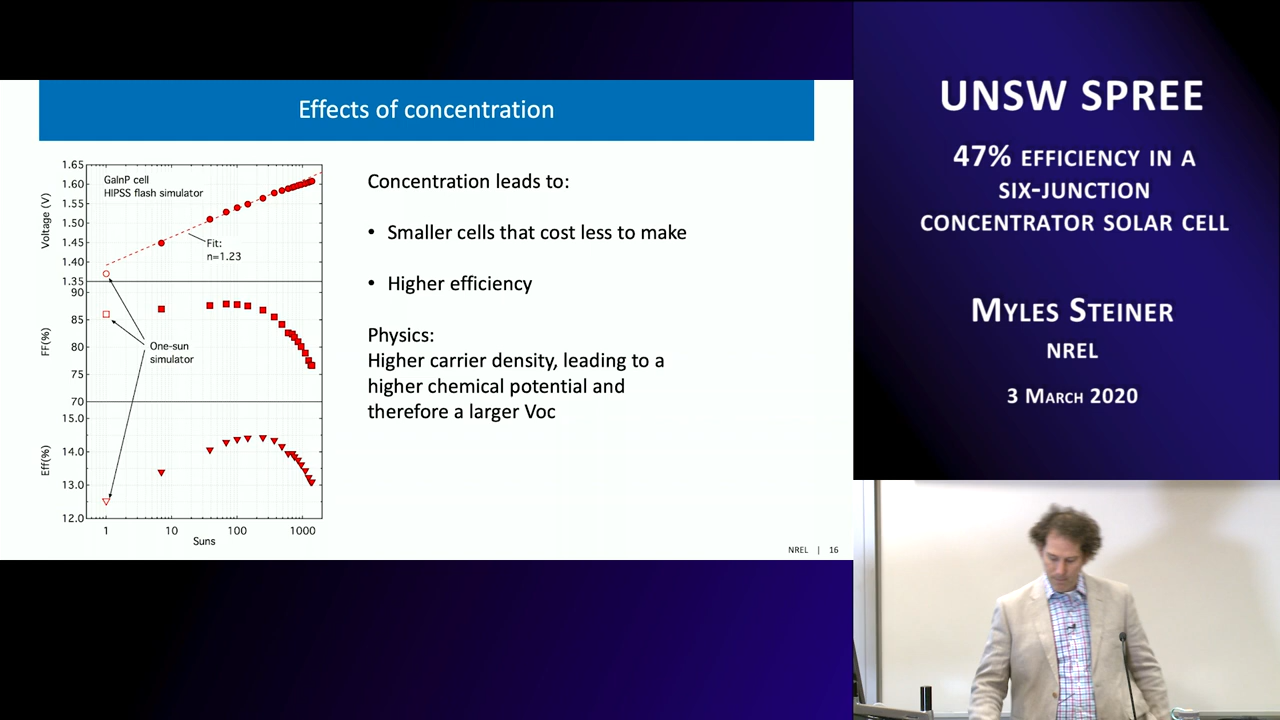 Effects of concentration
1.65
1.60
1.55
1.50
1.45
1.40
1.35
Voltage (V)
GaInP cell
HIPSS flash simulator
Fit:
n=1.23
90
85
80
75
70
FF(%)
One-sun
simulator
15.0
14.0
13.0
12.0
Eff(%)
1
10
100
1000
Suns
Concentration leads to:
• Smaller cells that cost less to make
• Higher efficiency
Physics:
Higher carrier density, leading to a
higher chemical potential and
therefore a larger Voc
NREL | 16
UNSW SPREE
47% EFFICIENCY IN A
SIX-JUNCTION
CONCENTRATOR SOLAR CELL
MYLES STEINER
NREL
3 MARCH 2020